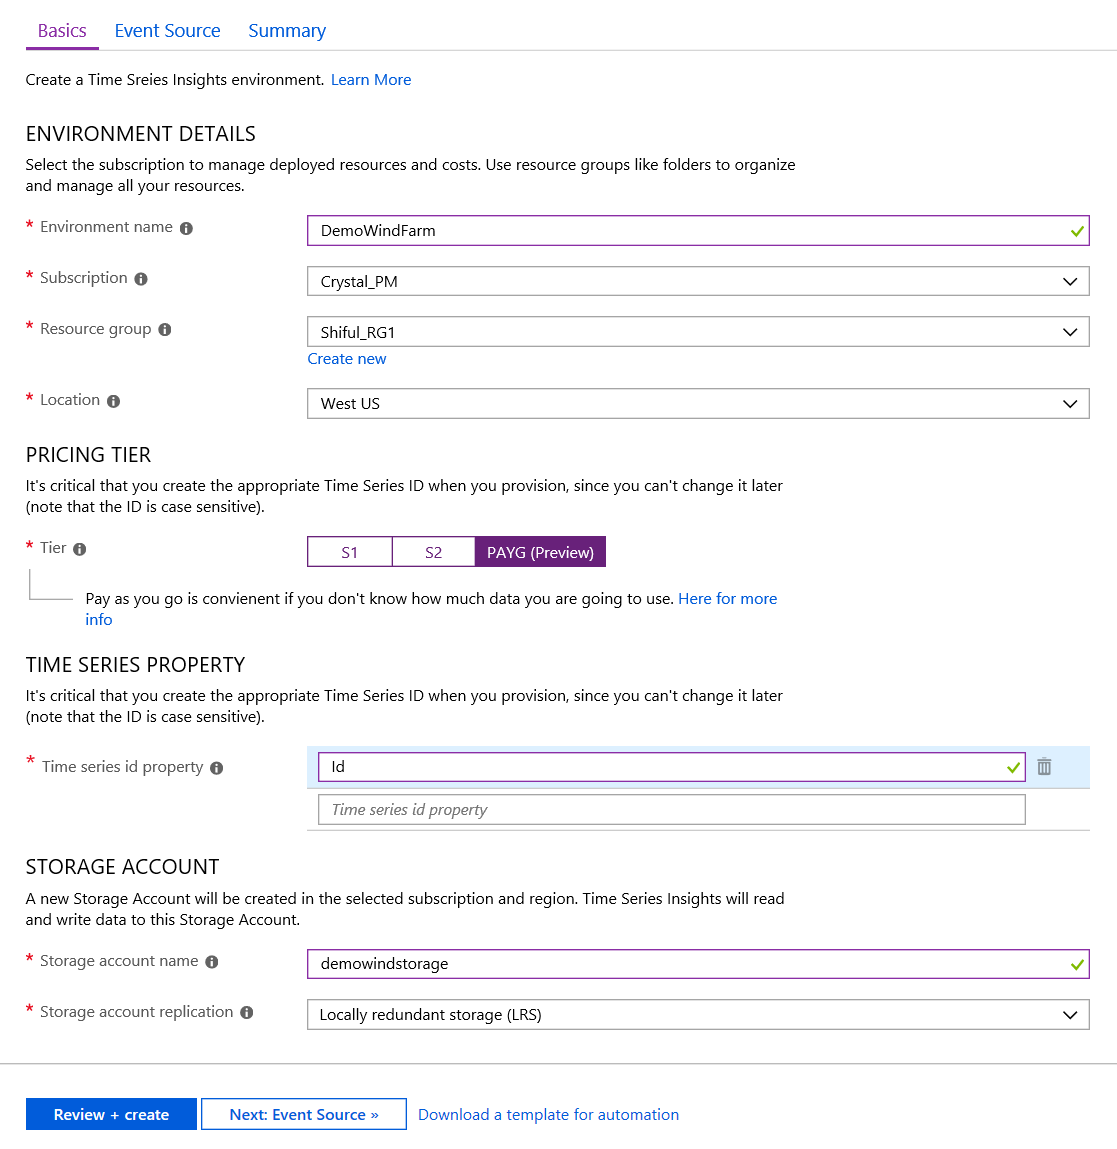 Basics Event Source Summary
Create a Time Sreies Insights environment. Learn More
ENVIRONMENT DETAILS
Select the subscription to manage deployed resources and costs. Use resource groups like folders to organize
and manage all your resources.
* Environment name DemoWindFarm
* Subscription Crystal_PM
* Resource group Shiful_RG1
Create new
* Location West US
PRICING TIER
It's critical that you create the appropriate Time Series ID when you provision, since you can't change it later
(note that the ID is case sensitive).
* Tier S1 S2 PAYG (Preview)
Pay as you go is convienent if you don't know how much data you are going to use. Here for more
info
TIME SERIES PROPERTY
It's critical that you create the appropriate Time Series ID when you provision, since you can't change it later
(note that the ID is case sensitive).
* Time series id property Id
Time series id property
STORAGE ACCOUNT
A new Storage Account will be created in the selected subscription and region. Time Series Insights will read
and write data to this Storage Account.
* Storage account name demowindstorage
* Storage account replication Locally redundant storage (LRS)
Review + create Next: Event Source » Download a template for automation